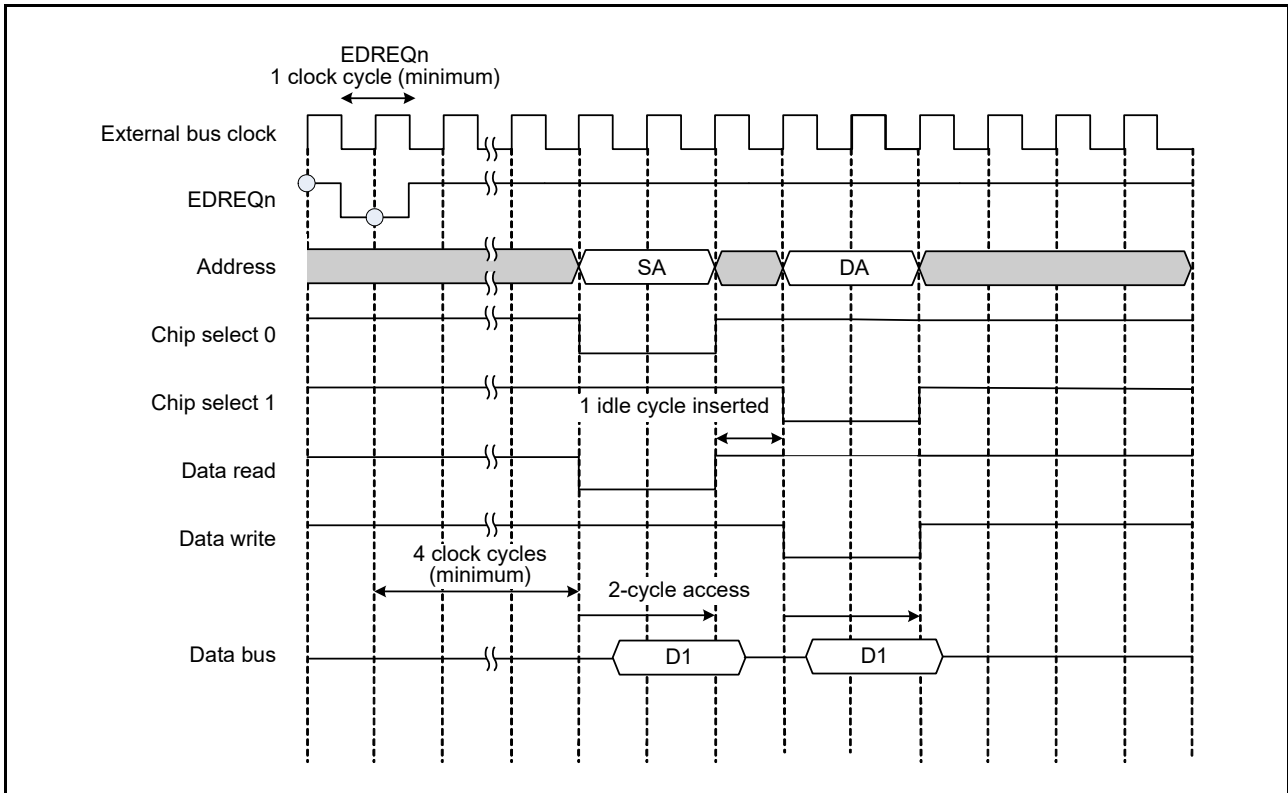 EDREQn
1 clock cycle (minimum)
External bus clock
EDREQn
Address
SA
DA
Chip select 0
Chip select 1
1 idle cycle inserted
Data read
Data write
4 clock cycles
(minimum)
2-cycle access
Data bus
D1
D1